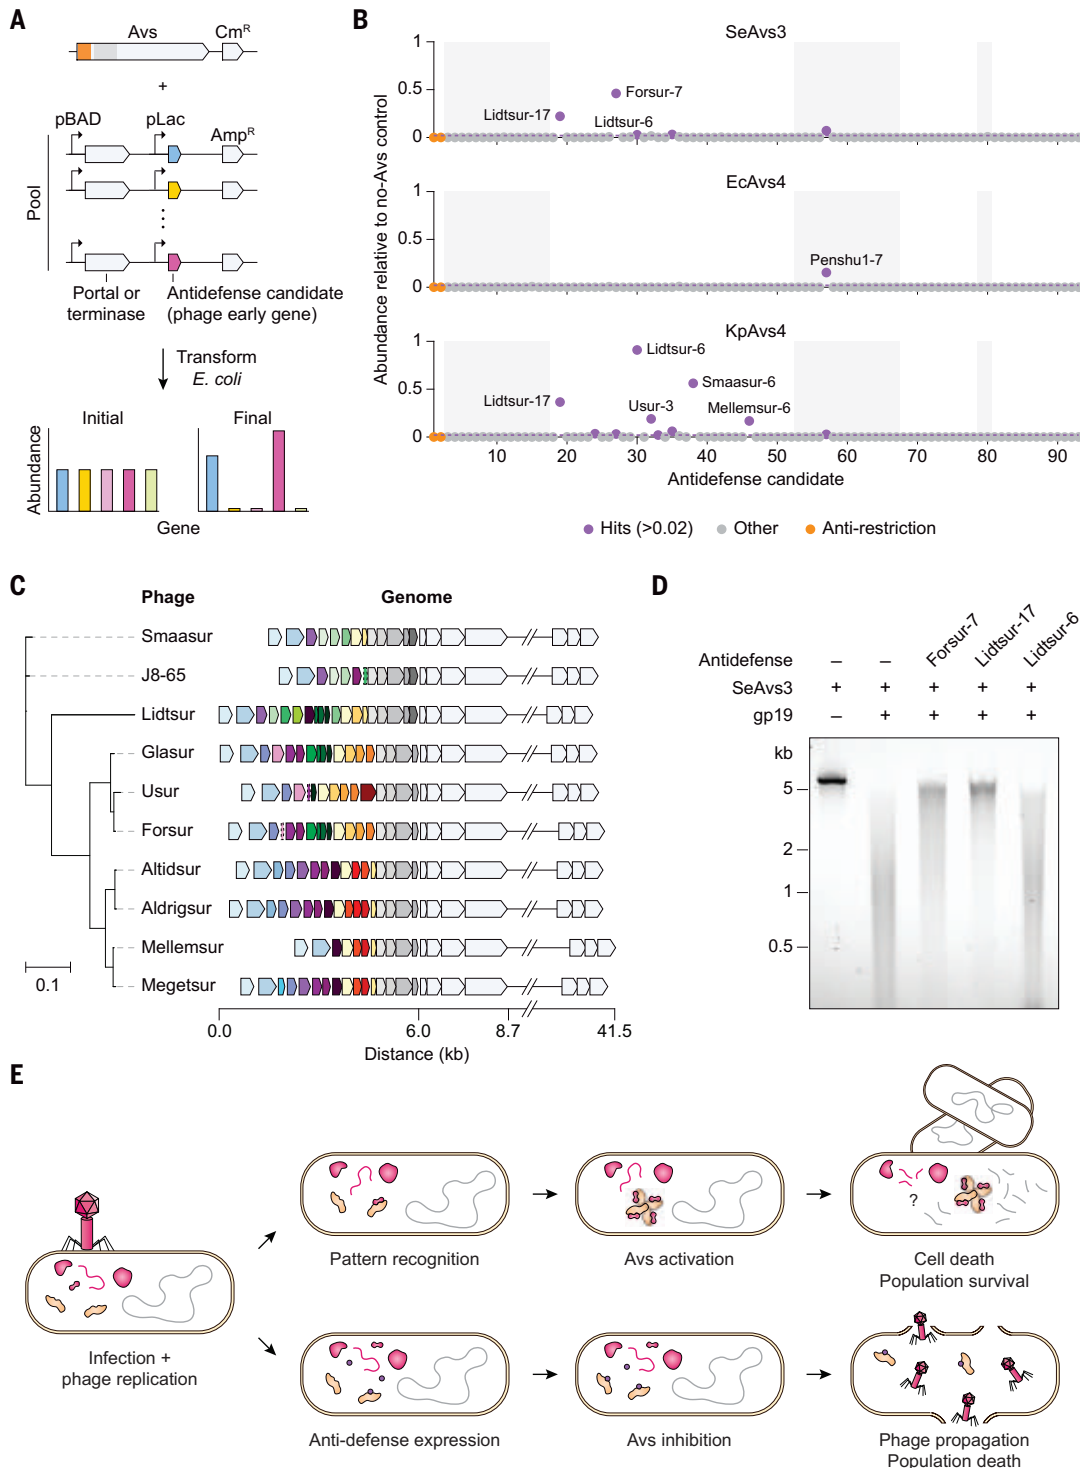 A
Avs
Cm^R
+
pBAD
pLac
Amp^R
Pool
Portal or
terminase
Antidefense candidate
(phage early gene)
Transform
E. coli
Initial
Final
Abundance
Gene
B
Abundance relative to no-Avs control
SeAvs3
1
0.5
0
Lidtsur-17
Forsur-7
Lidtsur-6
EcAvs4
1
0.5
0
Penshu1-7
KpAvs4
1
0.5
0
Lidtsur-17
Lidtsur-6
Smaasur-6
Usur-3
Mellemsur-6
10 20 30 40 50 60 70 80 90
Antidefense candidate
Hits (>0.02) Other Anti-restriction
C
Phage Genome
Smaasur
J8-65
Lidtsur
Glasur
Usur
Forsur
Altidsur
Aldrigsur
Mellemsur
Megetsur
0.1
0.0 6.0 8.7 41.5
Distance (kb)
D
Forsur-7
Lidtsur-17
Lidtsur-6
Antidefense – –
SeAvs3 + + + + +
gp19 – + + + +
kb
5
2
1
0.5
E
Infection +
phage replication
Pattern recognition
Avs activation
?
Cell death
Population survival
Anti-defense expression
Avs inhibition
Phage propagation
Population death